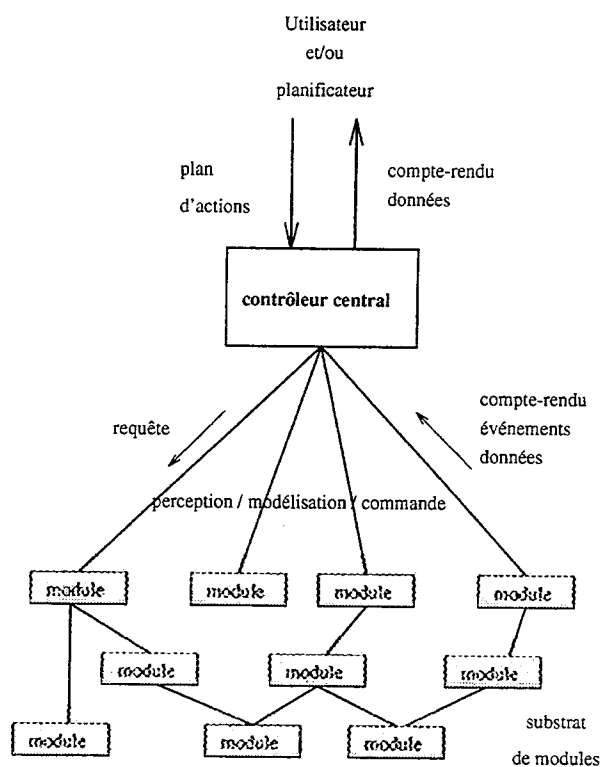 Utilisateur
et/ou
planificateur
plan
d'actions
compte-rendu
données
contrôleur central
requête
compte-rendu
événements
données
perception / modélisation / commande
module
module
module
module
module
module
module
module
module
module
substrat
de modules